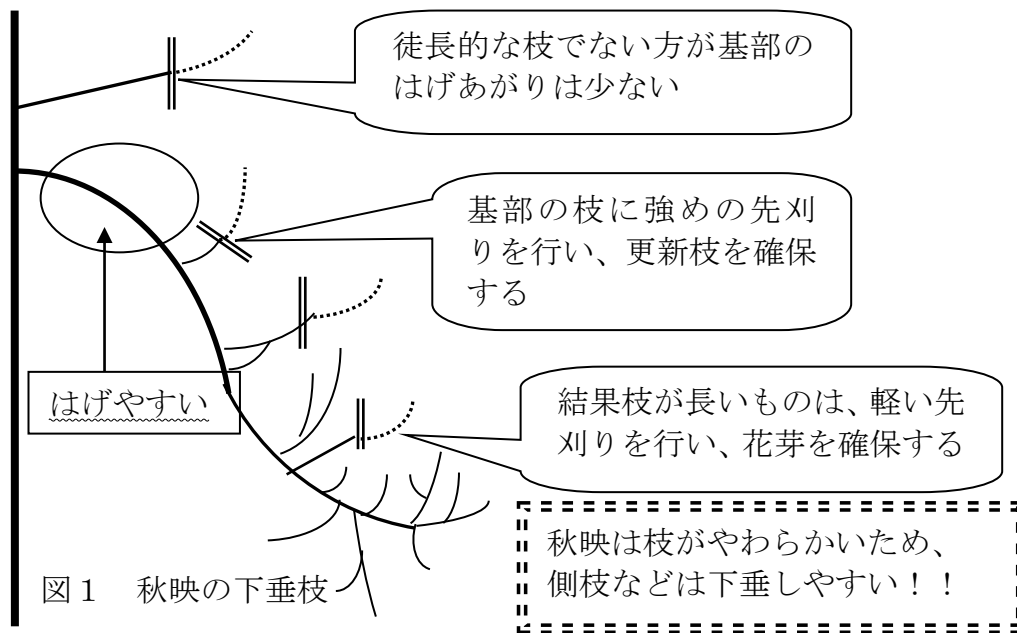 徒長的な枝でない方が基部の
はげあがりは少ない
基部の枝に強めの先刈
りを行い、更新枝を確保
する
はげやすい
結果枝が長いものは、軽い先
刈りを行い、花芽を確保する
秋映は枝がやわらかいため、
側枝などは下垂しやすい！！
図１　秋映の下垂枝